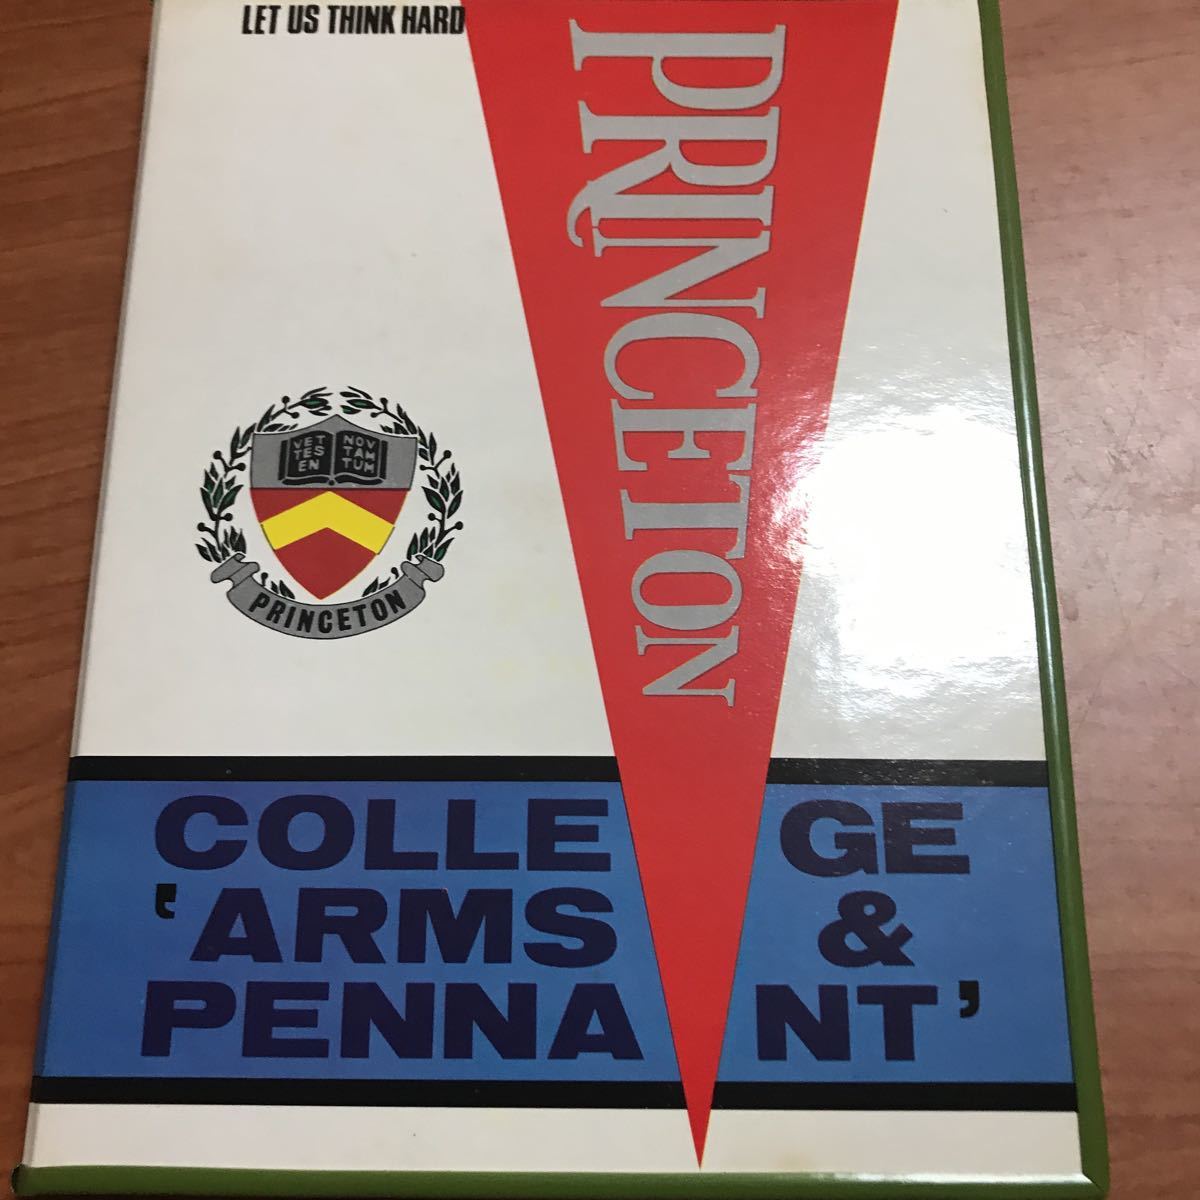 LET US THINK HARD
PRINCETON
VET NOV
TES TAM
EN TUM
PRINCETON
COLLEGE
'ARMS &
PENNANT'